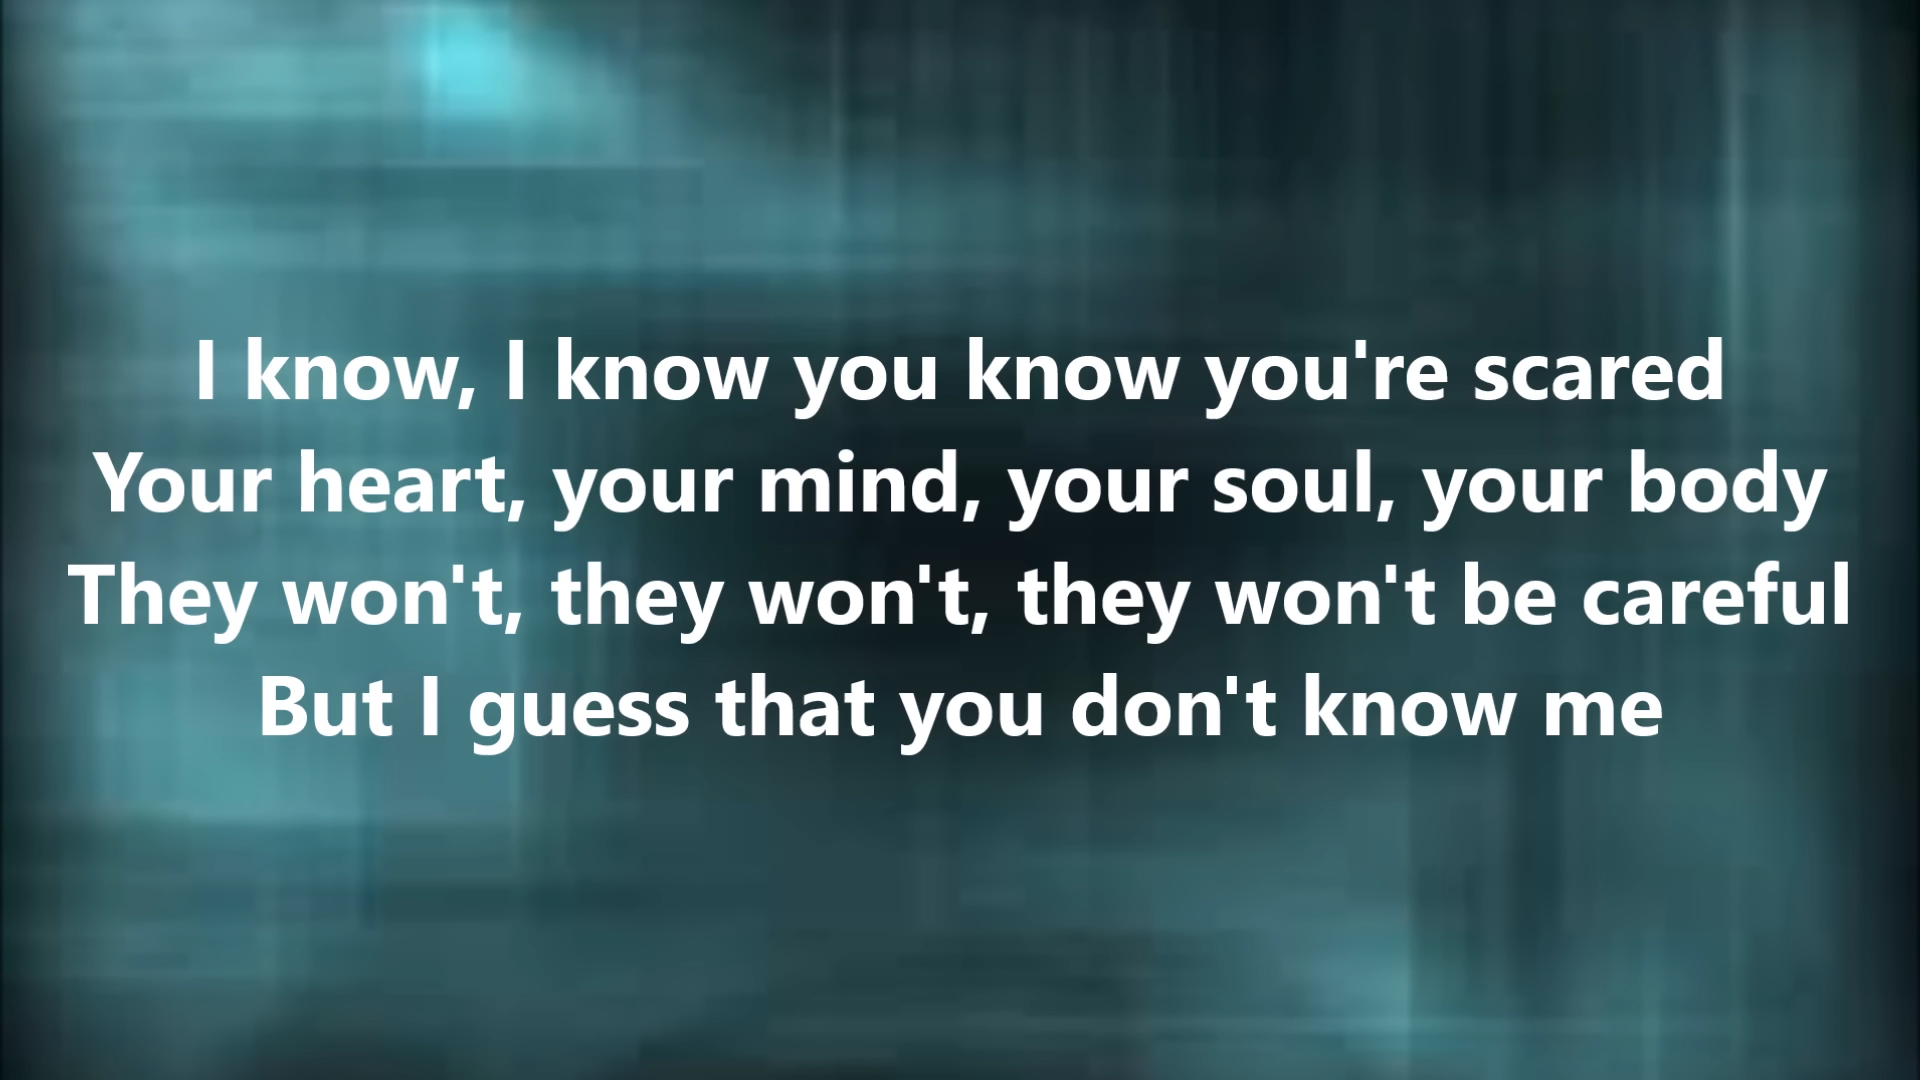 I know, I know you know you're scared
Your heart, your mind, your soul, your body
They won't, they won't, they won't be careful
But I guess that you don't know me